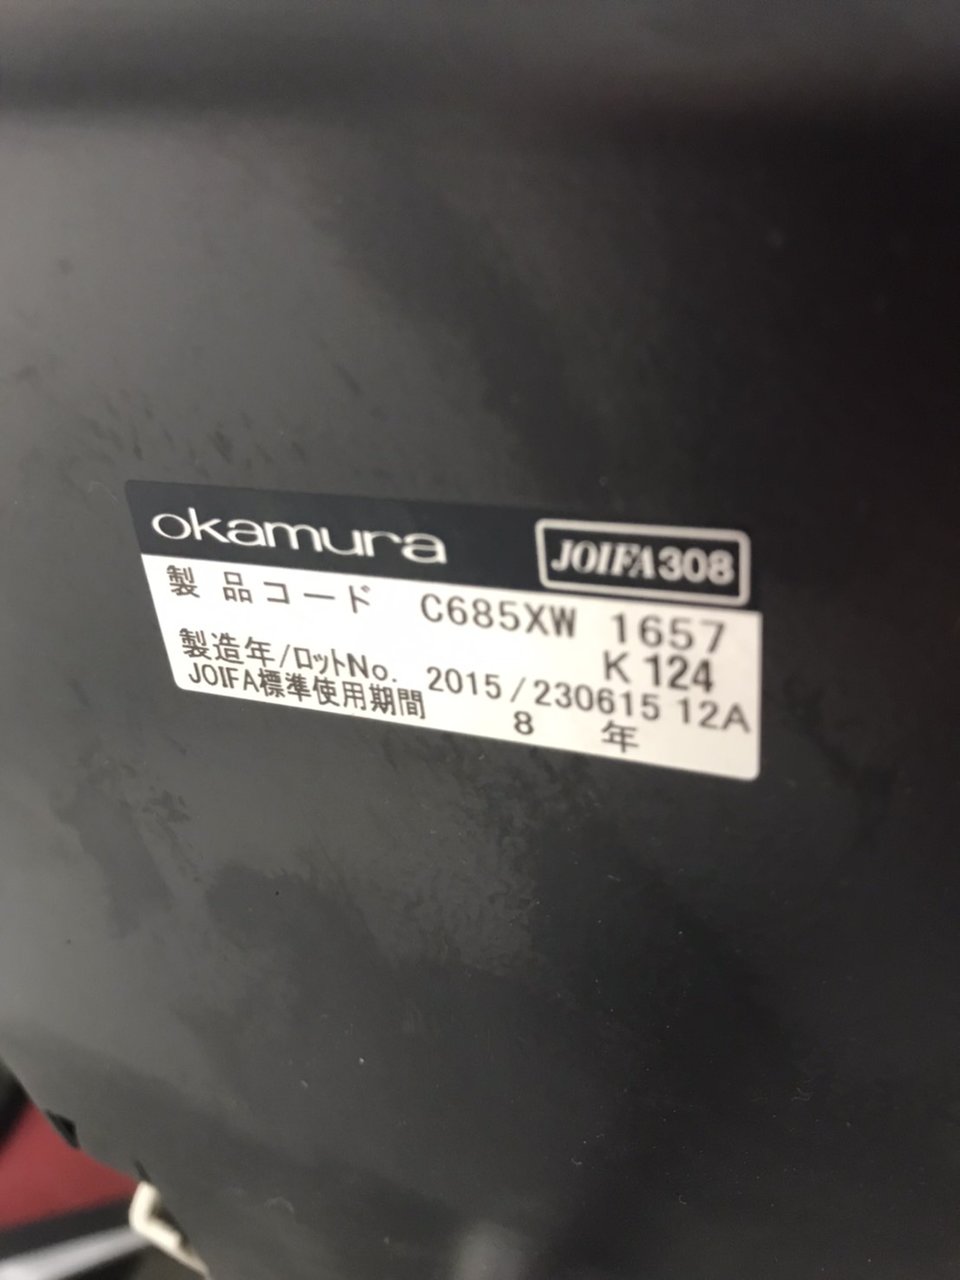 okamura JOIFA308
製品コード C685XW 1657
K 124
製造年/ロットNo. 2015/230615 12A
JOIFA標準使用期間 8 年